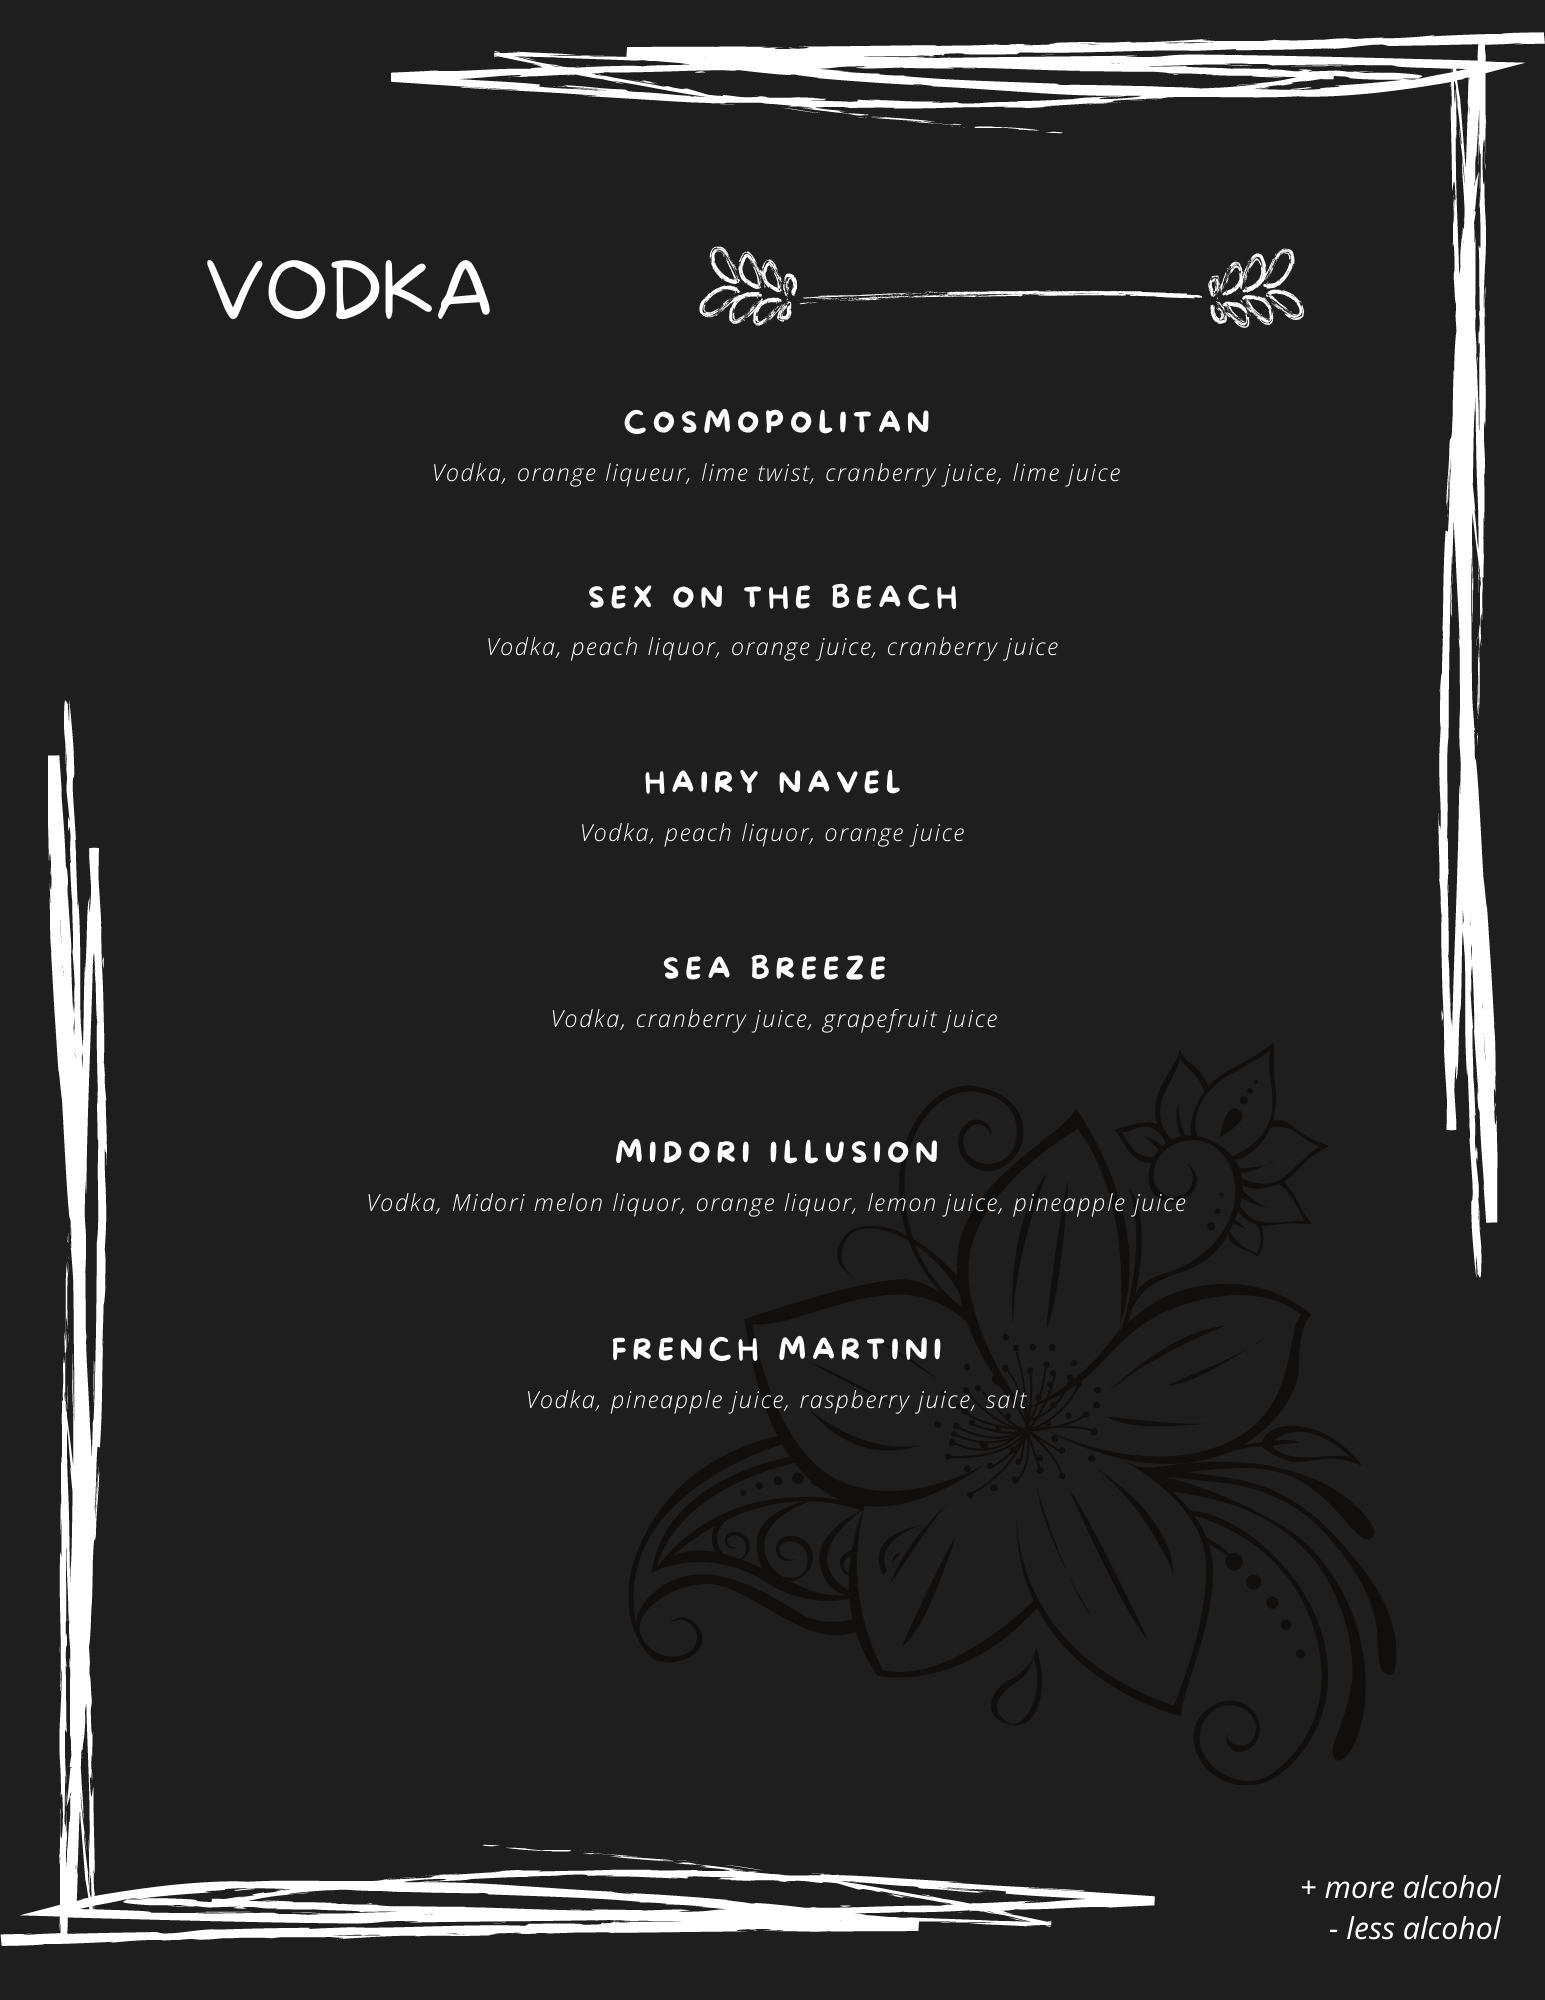 VODKA
COSMOPOLITAN
Vodka, orange liqueur, lime twist, cranberry juice, lime juice
SEX ON THE BEACH
Vodka, peach liquor, orange juice, cranberry juice
HAIRY NAVEL
Vodka, peach liquor, orange juice
SEA BREEZE
Vodka, cranberry juice, grapefruit juice
MIDORI ILLUSION
Vodka, Midori melon liquor, orange liquor, lemon juice, pineapple juice
FRENCH MARTINI
Vodka, pineapple juice, raspberry juice, salt
+ more alcohol
- less alcohol